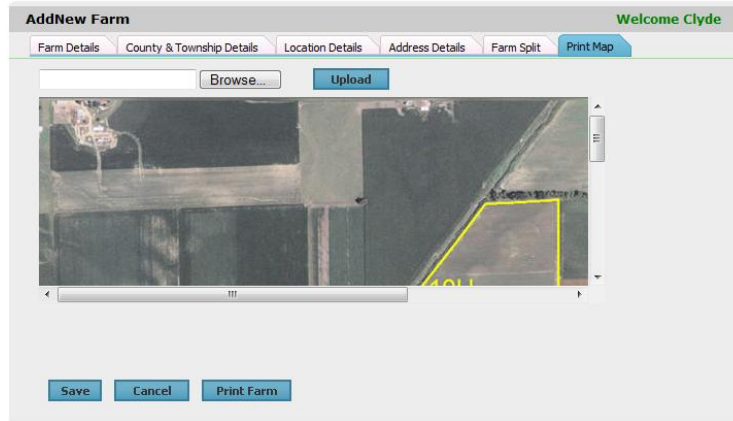 AddNew Farm Welcome Clyde
Farm Details County & Township Details Location Details Address Details Farm Split Print Map
Browse... Upload
Save Cancel Print Farm